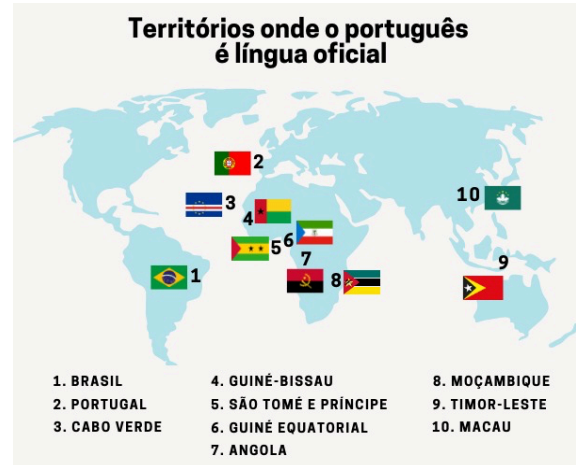 Territórios onde o português
é língua oficial
2
3
10
4
6
5
7
9
1
8
1. BRASIL
2. PORTUGAL
3. CABO VERDE
4. GUINÉ-BISSAU
5. SÃO TOMÉ E PRÍNCIPE
6. GUINÉ EQUATORIAL
7. ANGOLA
8. MOÇAMBIQUE
9. TIMOR-LESTE
10. MACAU